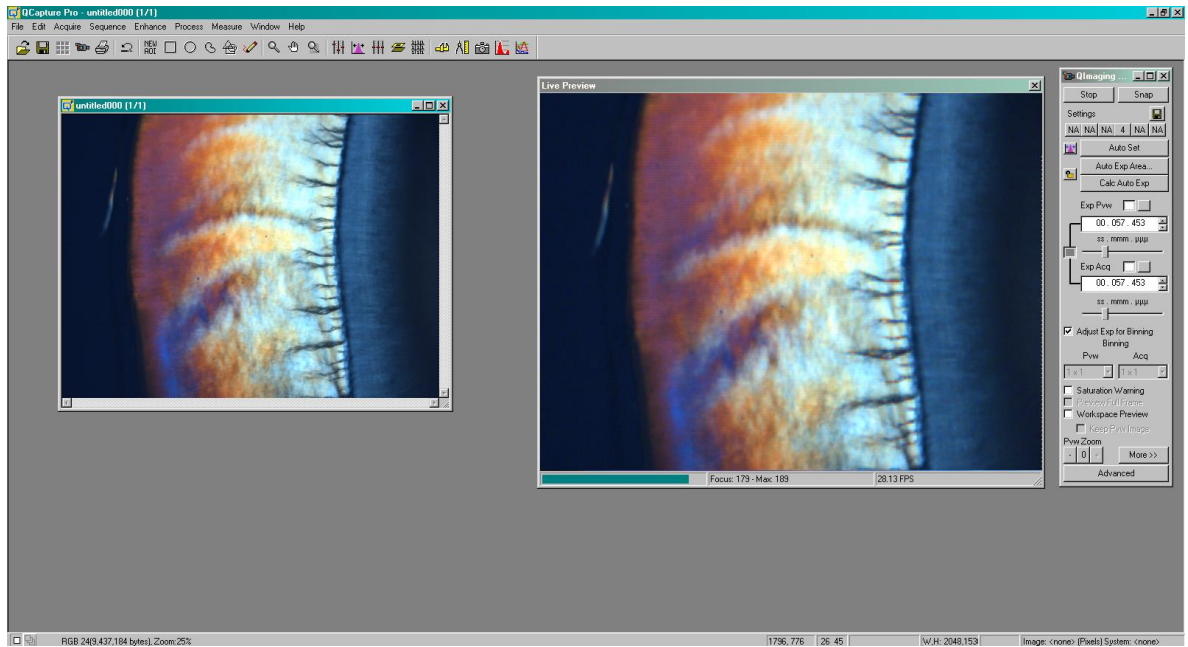 QCapture Pro - untitled000 (1/1)
File Edit Acquire Sequence Enhance Process Measure Window Help
NEW AOI
untitled000 (1/1)
Live Preview
Focus: 179 - Max: 189
28.13 FPS
QImaging ...
Stop Snap
Settings
NA NA NA 4 NA NA
Auto Set
Auto Exp Area...
Calc Auto Exp
Exp Pvw
00 . 057 . 453
ss . mmm . µµµ
Exp Acq
00 . 057 . 453
ss . mmm . µµµ
Adjust Exp for Binning
Binning
Pvw Acq
1 x 1 1 x 1
Saturation Warning
Preview Full Frame
Workspace Preview
Keep Pvw Image
Pvw Zoom
- 0 + More >>
Advanced
RGB 24(9,437,184 bytes), Zoom:25% 1796, 776 26 45 W,H: 2048,153 Image: <none> (Pixels) System: <none>